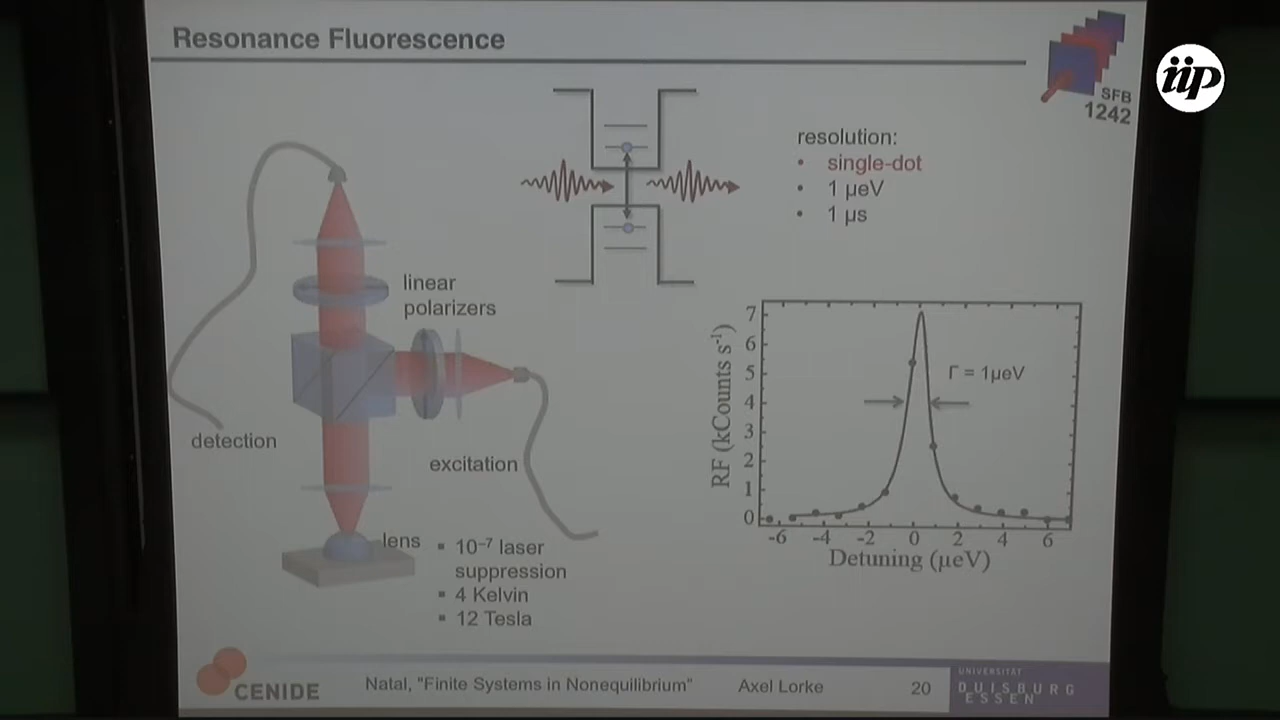 Resonance Fluorescence
SFB
1242
iip
resolution:
• single-dot
• 1 µeV
• 1 µs
linear
polarizers
detection
excitation
lens
▪ 10⁻⁷ laser
suppression
▪ 4 Kelvin
▪ 12 Tesla
RF (kCounts s⁻¹)
7
6
5
4
3
2
1
0
Γ = 1µeV
-6 -4 -2 0 2 4 6
Detuning (µeV)
CENIDE
Natal, "Finite Systems in Nonequilibrium" Axel Lorke 20
UNIVERSITÄT
DUISBURG
ESSEN